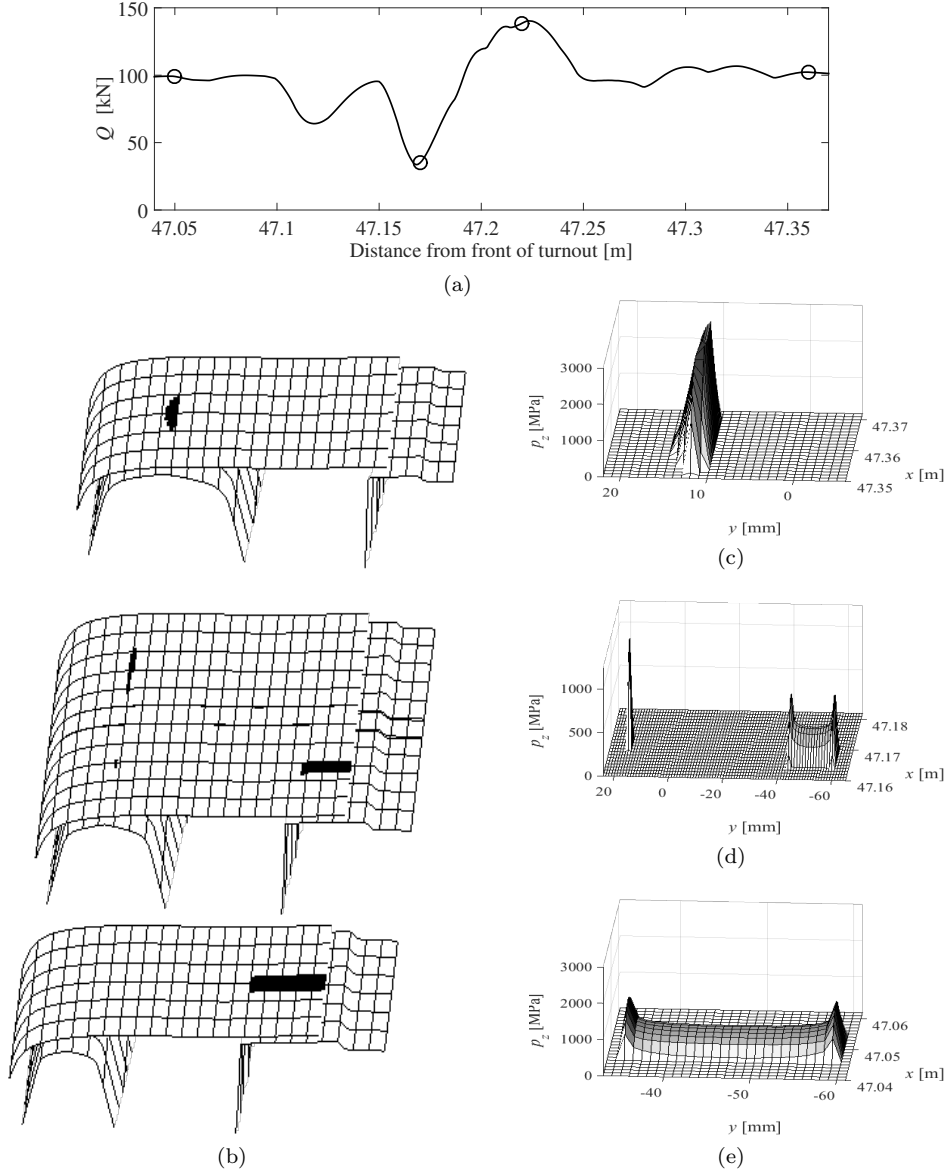 150
100
50
0
Q [kN]
47.05 47.1 47.15 47.2 47.25 47.3 47.35
Distance from front of turnout [m]
(a)
3000
2000
1000
0
p_z [MPa]
20 10 0
y [mm]
47.37
47.36
47.35
x [m]
(c)
1000
500
0
p_z [MPa]
20 0 -20 -40 -60
y [mm]
47.18
47.17
47.16
x [m]
(d)
3000
2000
1000
0
p_z [MPa]
-40 -50 -60
y [mm]
47.06
47.05
47.04
x [m]
(b)
(e)